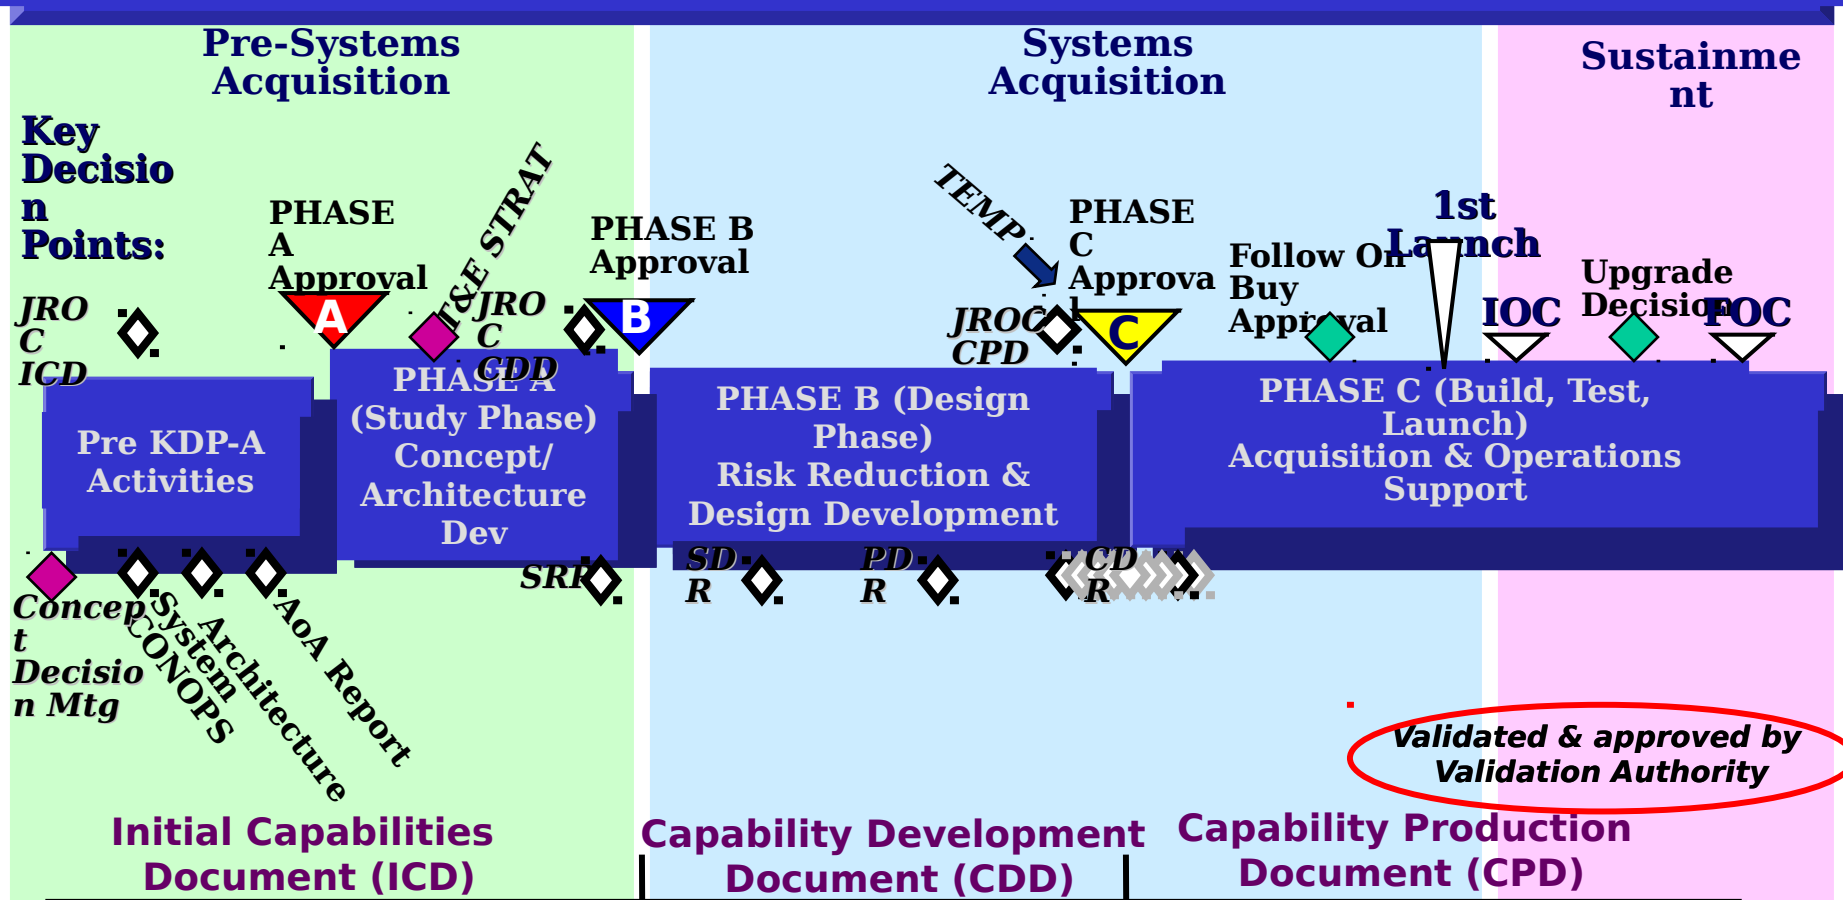 Pre-Systems
Acquisition
Systems
Acquisition
Sustainme
nt
Key
Decisio
n
Points:
PHASE
A
Approval
T&E STRAT
PHASE B
Approval
TEMP
PHASE
C
Approva
l
Follow On
Buy
Approval
1st
Launch
Upgrade
Decision
IOC
FOC
JRO
C
ICD
A
JRO
C
CDD
B
JROC
CPD
C
Pre KDP-A
Activities
PHASE A
(Study Phase)
Concept/
Architecture
Dev
PHASE B (Design
Phase)
Risk Reduction &
Design Development
PHASE C (Build, Test,
Launch)
Acquisition & Operations
Support
Concep
t
Decisio
n Mtg
System
CONOPS
Architecture
AoA Report
SRR
SD
R
PD
R
CD
R
Validated & approved by
Validation Authority
Initial Capabilities
Document (ICD)
Capability Development
Document (CDD)
Capability Production
Document (CPD)